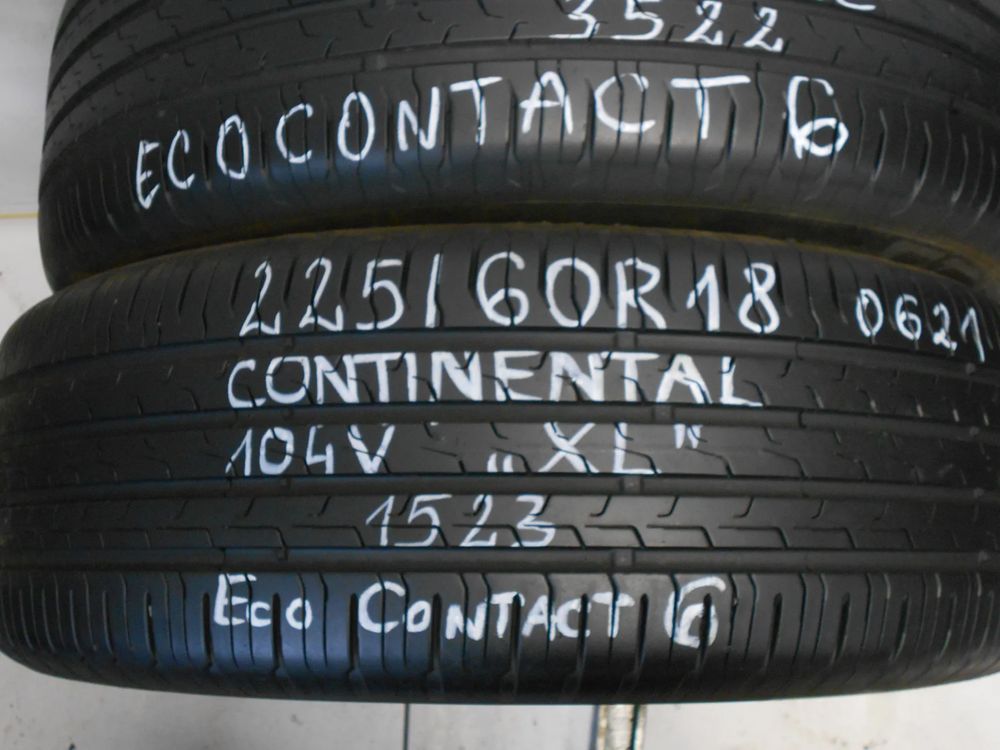 3522
ECOCONTACT 6
225/60R18 0621
CONTINENTAL
104V „XL"
1523
ECO CONTACT 6